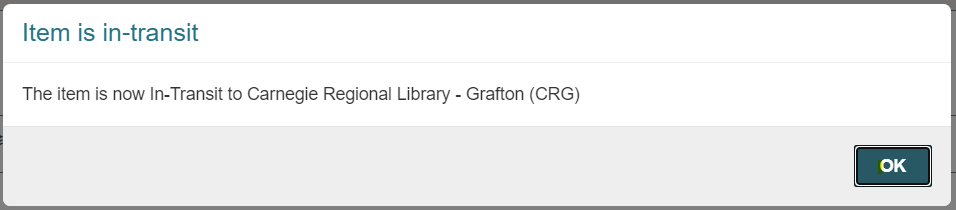 Item is in-transit
The item is now In-Transit to Carnegie Regional Library - Grafton (CRG)
OK